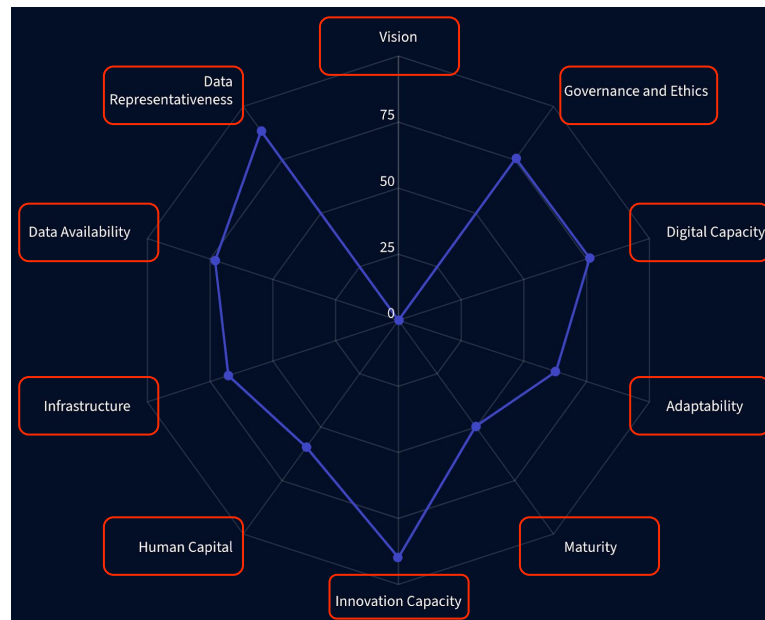 Vision
Data
Representativeness
Governance and Ethics
75
50
Data Availability
Digital Capacity
25
0
Infrastructure
Adaptability
Human Capital
Maturity
Innovation Capacity